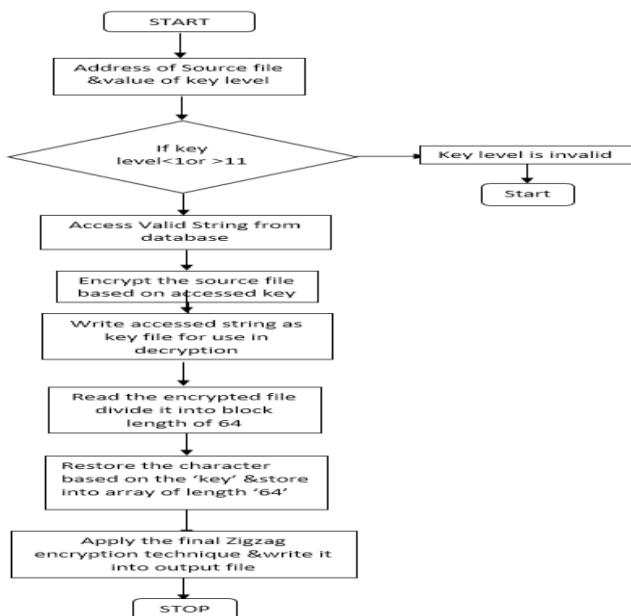 START
Address of Source file
&value of key level
If key
level<1or >11
Key level is invalid
Start
Access Valid String from
database
Encrypt the source file
based on accessed key
Write accessed string as
key file for use in
decryption
Read the encrypted file
divide it into block
length of 64
Restore the character
based on the ‘key’ &store
into array of length ‘64’
Apply the final Zigzag
encryption technique &write it
into output file
STOP